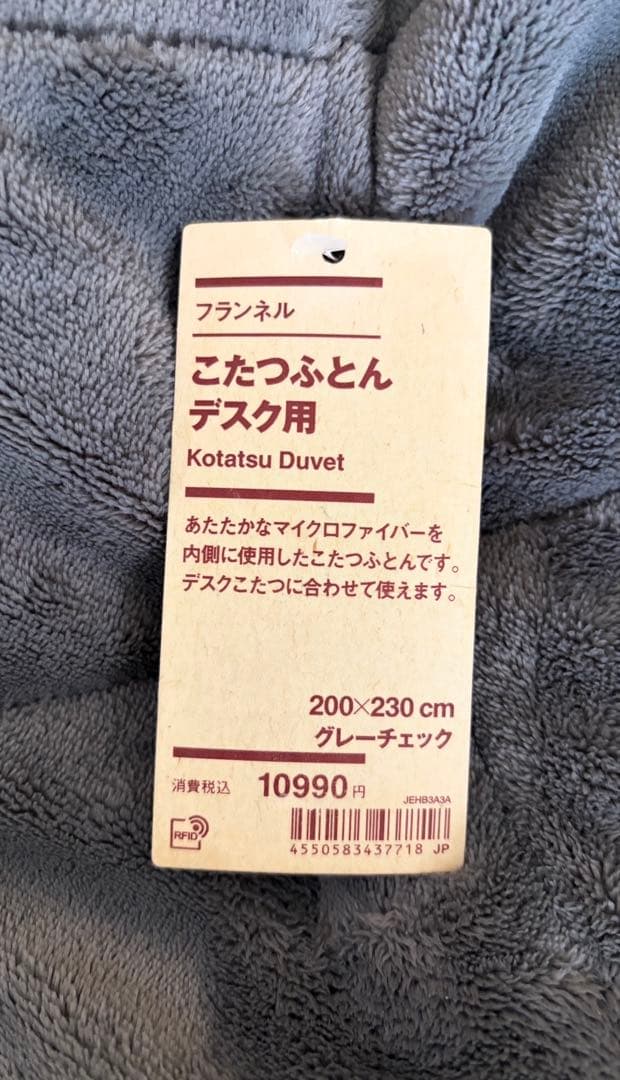 フランネル
こたつふとん
デスク用
Kotatsu Duvet
あたたかなマイクロファイバーを
内側に使用したこたつふとんです。
デスクこたつに合わせて使えます。
200×230 cm
グレーチェック
消費税込 10990円
JEHB3A3A
RFID
4550583437718 JP